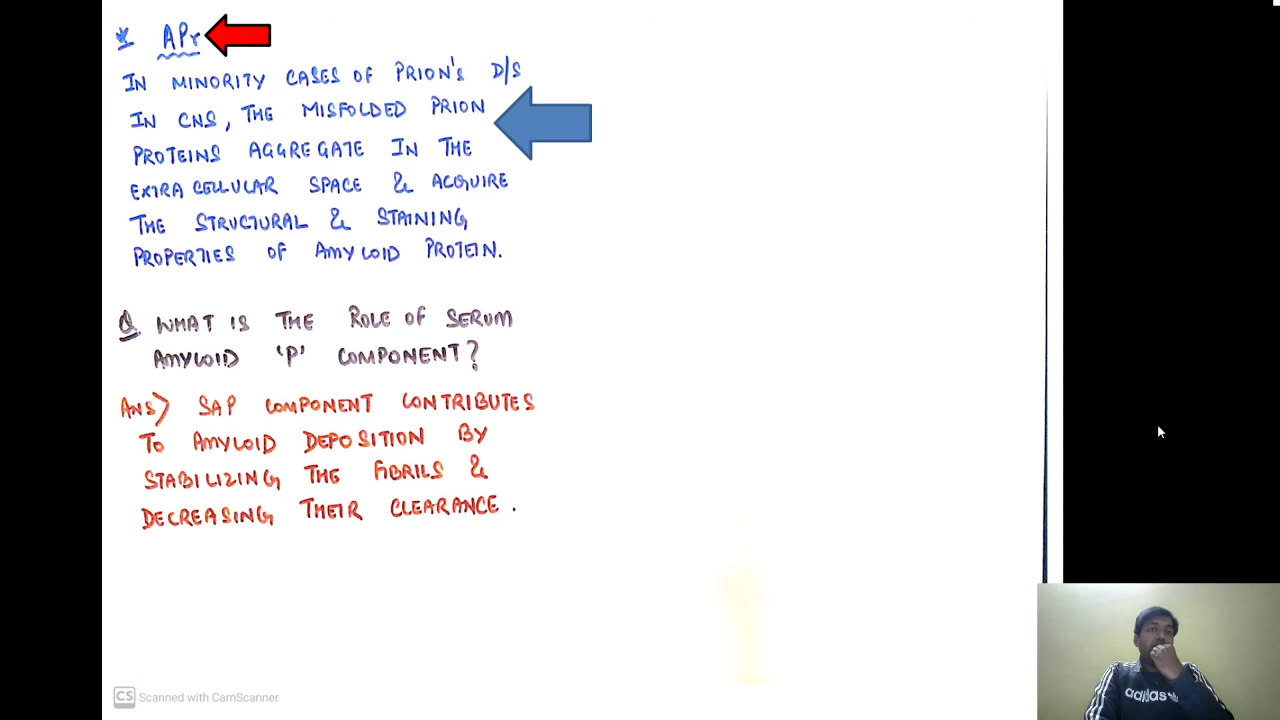 * APr
IN MINORITY CASES OF PRION'S D/S
IN CNS, THE MISFOLDED PRION
PROTEINS AGGREGATE IN THE
EXTRA CELLULAR SPACE & ACQUIRE
THE STRUCTURAL & STAINING
PROPERTIES OF AMYLOID PROTEIN.
Q WHAT IS THE ROLE OF SERUM
AMYLOID 'P' COMPONENT?
ANS> SAP COMPONENT CONTRIBUTES
TO AMYLOID DEPOSITION BY
STABILIZING THE FIBRILS &
DECREASING THEIR CLEARANCE.
CS Scanned with CamScanner
adidas